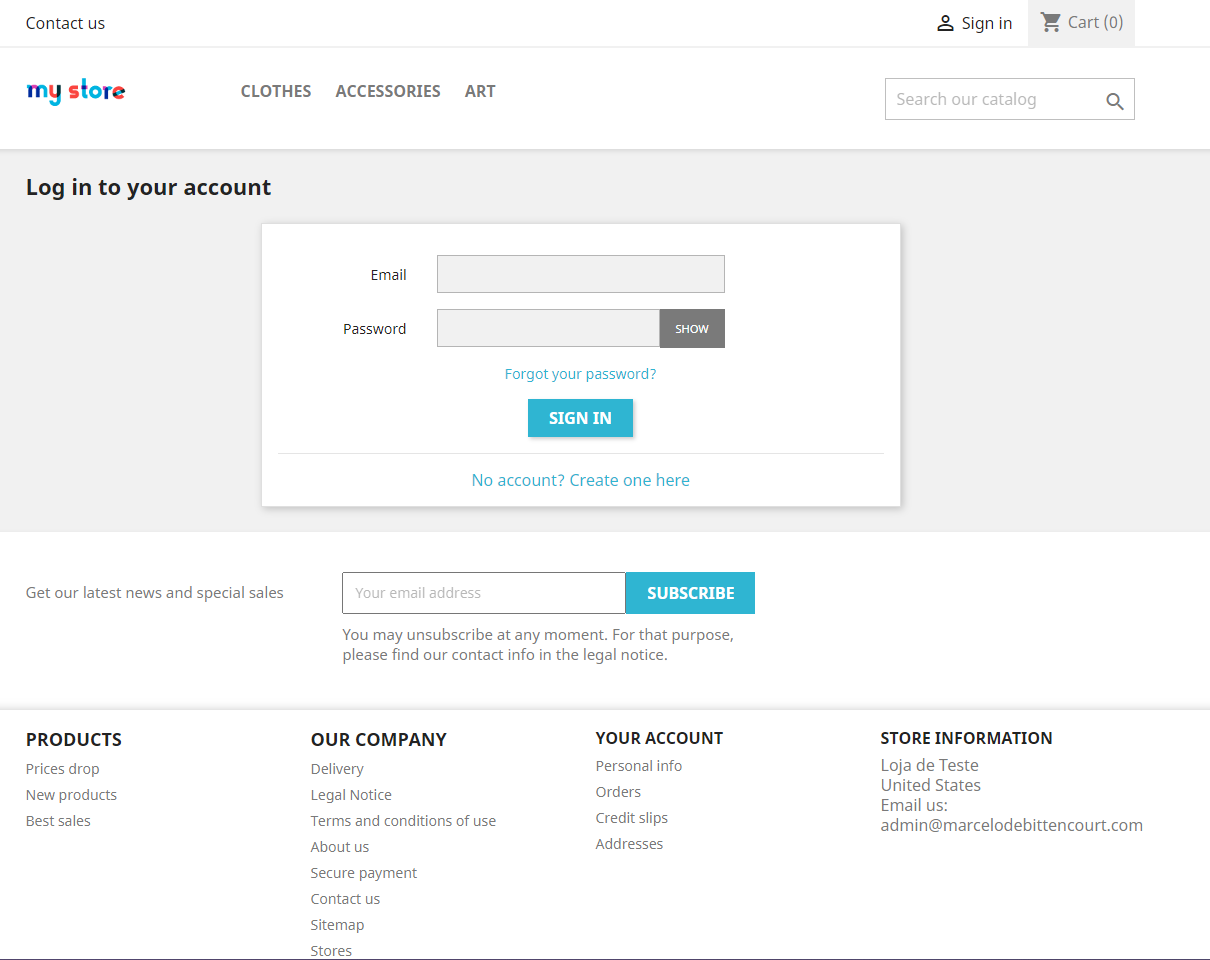 Contact us
Sign in
Cart (0)
my store
CLOTHES
ACCESSORIES
ART
Search our catalog
Log in to your account
Email
Password
SHOW
Forgot your password?
SIGN IN
No account? Create one here
Get our latest news and special sales
Your email address
SUBSCRIBE
You may unsubscribe at any moment. For that purpose,
please find our contact info in the legal notice.
PRODUCTS
Prices drop
New products
Best sales
OUR COMPANY
Delivery
Legal Notice
Terms and conditions of use
About us
Secure payment
Contact us
Sitemap
Stores
YOUR ACCOUNT
Personal info
Orders
Credit slips
Addresses
STORE INFORMATION
Loja de Teste
United States
Email us:
admin@marcelodebittencourt.com